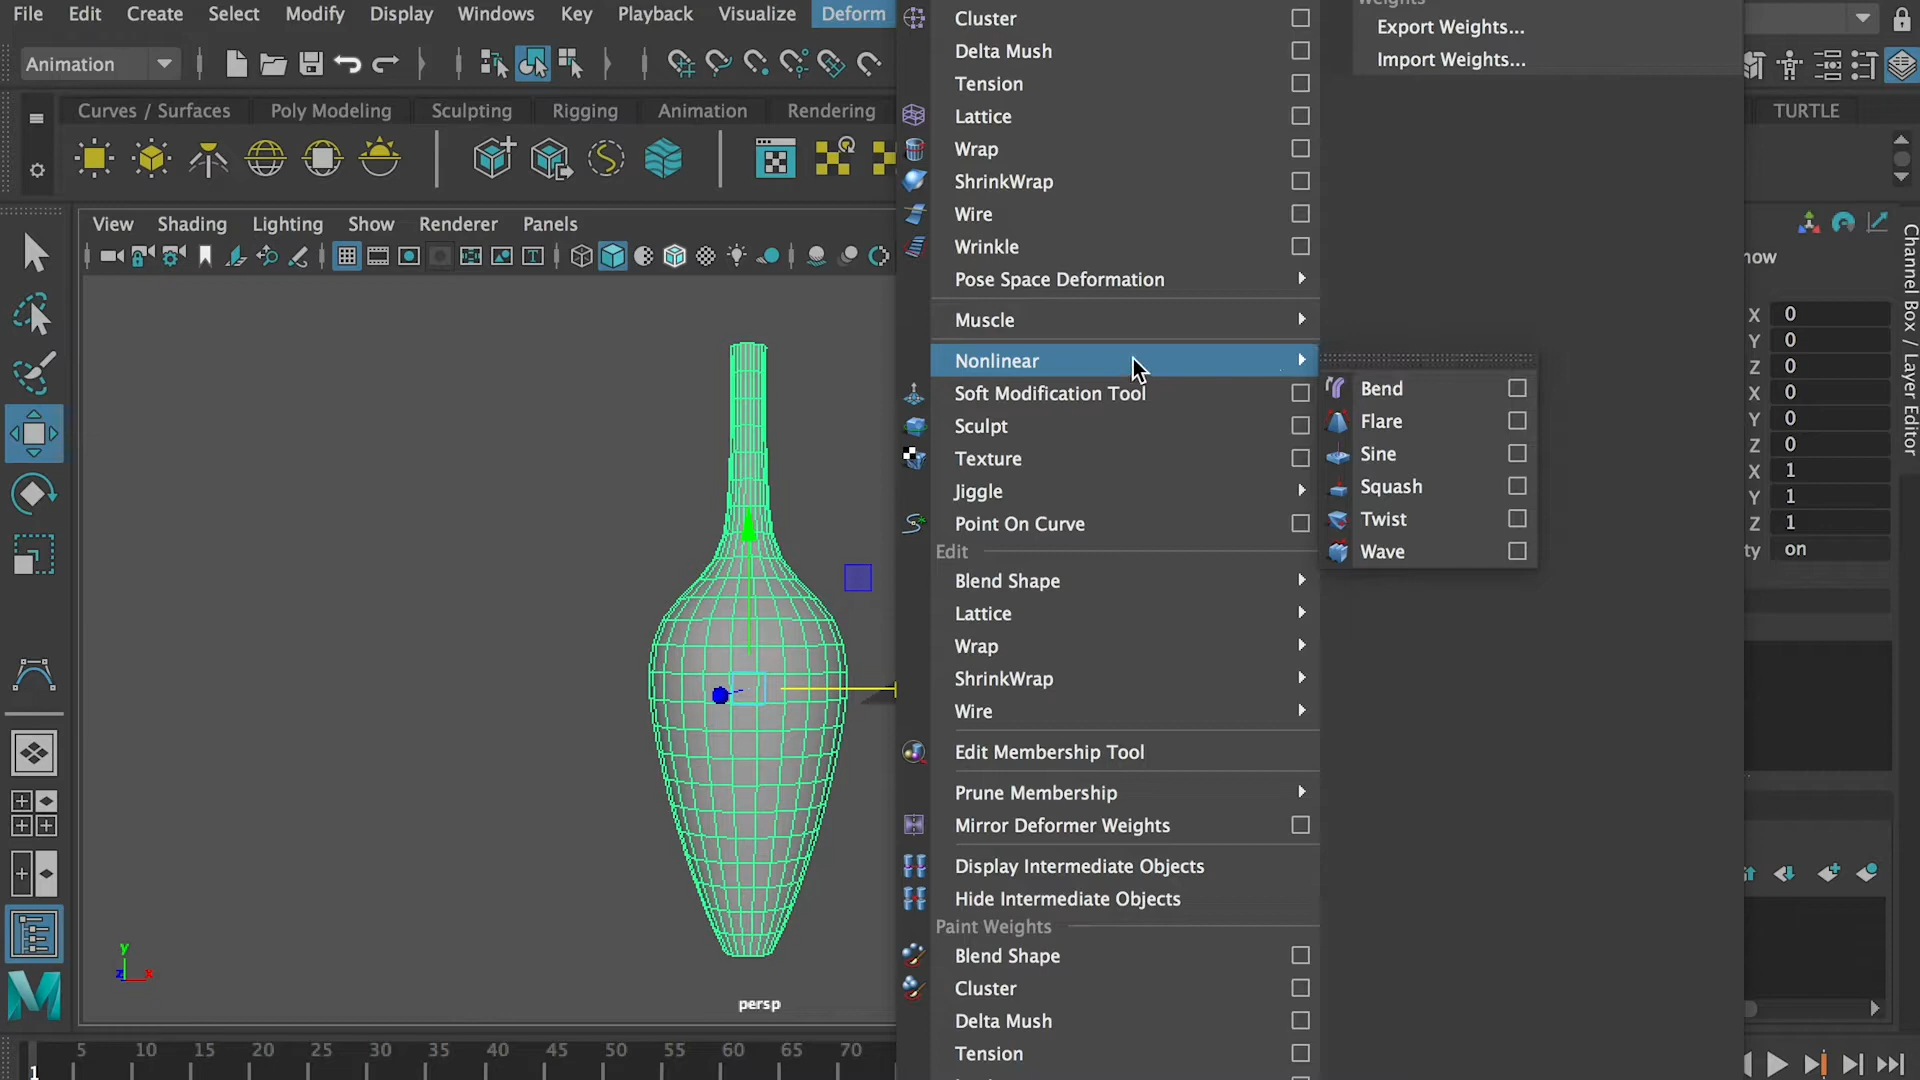 File Edit Create Select Modify Display Windows Key Playback Visualize Deform
Animation
Curves / Surfaces Poly Modeling Sculpting Rigging Animation Rendering TURTLE
View Shading Lighting Show Renderer Panels
Cluster
Delta Mush
Tension
Lattice
Wrap
ShrinkWrap
Wire
Wrinkle
Pose Space Deformation
Muscle
Nonlinear
Soft Modification Tool
Sculpt
Texture
Jiggle
Point On Curve
Edit
Blend Shape
Lattice
Wrap
ShrinkWrap
Wire
Edit Membership Tool
Prune Membership
Mirror Deformer Weights
Display Intermediate Objects
Hide Intermediate Objects
Paint Weights
Blend Shape
Cluster
Delta Mush
Tension
Weights
Export Weights...
Import Weights...
Bend
Flare
Sine
Squash
Twist
Wave
how
X 0
Y 0
Z 0
X 0
Y 0
Z 0
X 1
Y 1
Z 1
ty on
Channel Box / Layer Editor
y
z x
persp
5 10 15 20 25 30 35 40 45 50 55 60 65 70
1